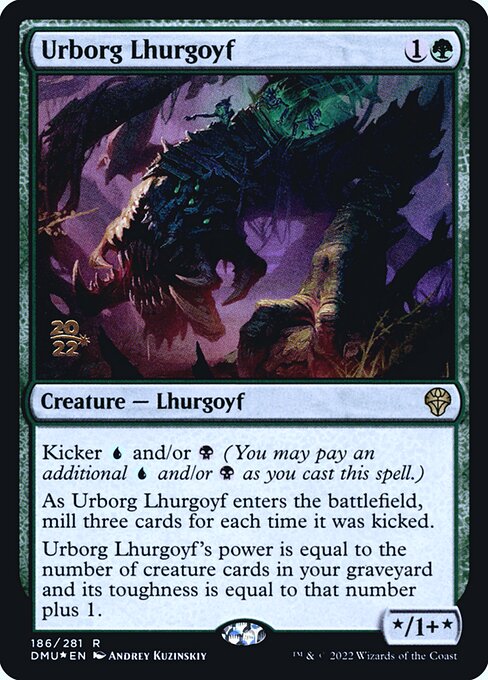 Urborg Lhurgoyf 1
20
22
Creature — Lhurgoyf
Kicker and/or (You may pay an
additional and/or as you cast this spell.)
As Urborg Lhurgoyf enters the battlefield,
mill three cards for each time it was kicked.
Urborg Lhurgoyf's power is equal to the
number of creature cards in your graveyard
and its toughness is equal to that number
plus 1.
*/1+*
186/281 R
DMU★EN Andrey Kuzinskiy
™ & © 2022 Wizards of the Coast